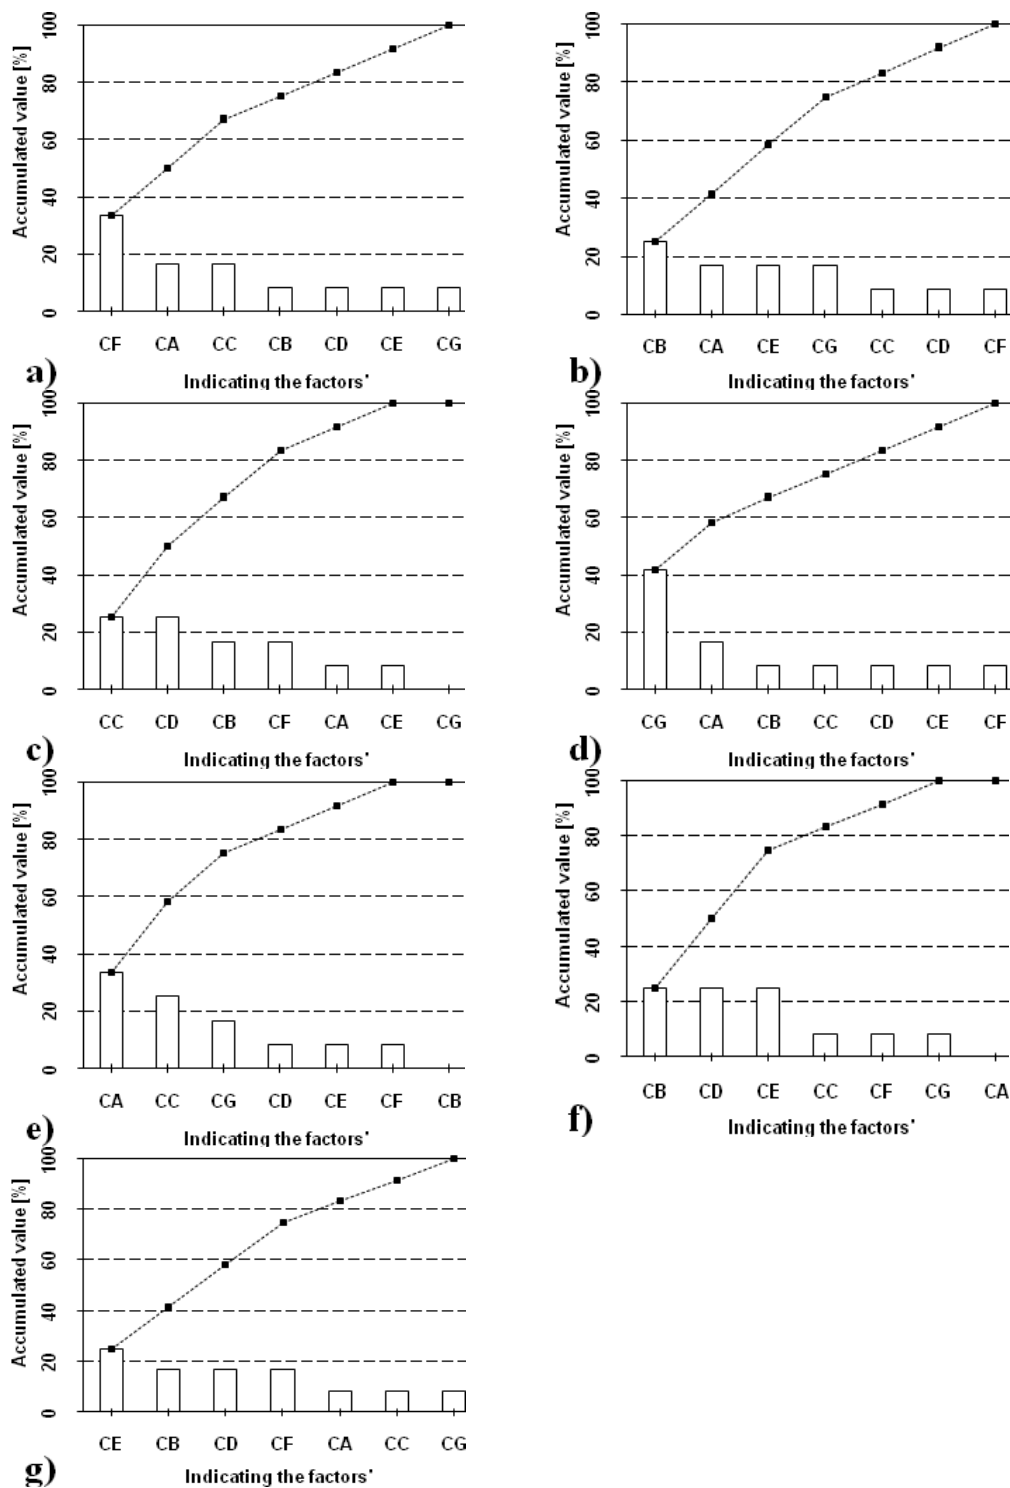 Accumulated value [%]
100
80
60
40
20
0
CF CA CC CB CD CE CG
a)
Indicating the factors'
Accumulated value [%]
100
80
60
40
20
0
CB CA CE CG CC CD CF
b)
Indicating the factors'
Accumulated value [%]
100
80
60
40
20
0
CC CD CB CF CA CE CG
c)
Indicating the factors'
Accumulated value [%]
100
80
60
40
20
0
CG CA CB CC CD CE CF
d)
Indicating the factors'
Accumulated value [%]
100
80
60
40
20
0
CA CC CG CD CE CF CB
e)
Indicating the factors'
Accumulated value [%]
100
80
60
40
20
0
CB CD CE CC CF CG CA
f)
Indicating the factors'
Accumulated value [%]
100
80
60
40
20
0
CE CB CD CF CA CC CG
g)
Indicating the factors'